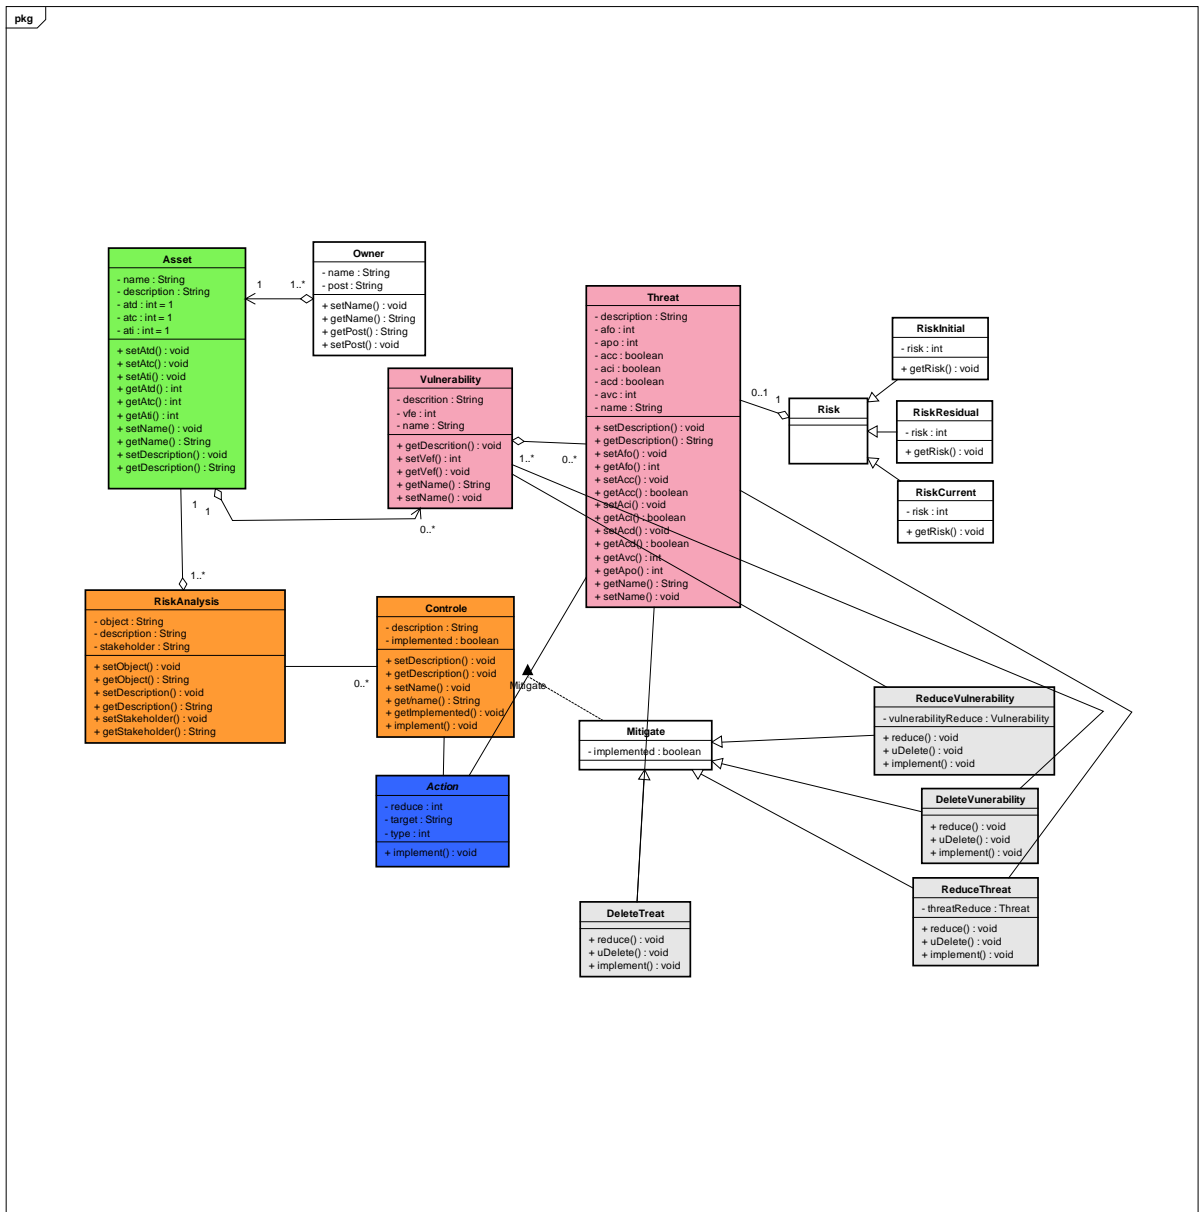 pkg
Asset
- name : String
- description : String
- atd : int = 1
- atc : int = 1
- ati : int = 1
+ setAtd() : void
+ setAtc() : void
+ setAti() : void
+ getAtd() : int
+ getAtc() : int
+ getAti() : int
+ setName() : void
+ getName() : String
+ setDescription() : void
+ getDescription() : String
1
1..*
Owner
- name : String
- post : String
+ setName() : void
+ getName() : String
+ getPost() : String
+ setPost() : void
Vulnerability
- descrition : String
- vfe : int
- name : String
+ getDescrition() : void
+ setVef() : int
+ getVef() : void
+ getName() : String
+ setName() : void
1..*
0..*
Threat
- description : String
- afo : int
- apo : int
- acc : boolean
- aci : boolean
- acd : boolean
- avc : int
- name : String
+ setDescription() : void
+ getDescription() : String
+ setAfo() : void
+ getAfo() : int
+ setAcc() : void
+ getAcc() : boolean
+ setAci() : void
+ getAci() : boolean
+ setAcd() : void
+ getAcd() : boolean
+ getAvc() : int
+ getApo() : int
+ getName() : String
+ setName() : void
0..1
1
Risk
RiskInitial
- risk : int
+ getRisk() : void
RiskResidual
- risk : int
+ getRisk() : void
RiskCurrent
- risk : int
+ getRisk() : void
1
1
0..*
1..*
RiskAnalysis
- object : String
- description : String
- stakeholder : String
+ setObject() : void
+ getObject() : String
+ setDescription() : void
+ getDescription() : String
+ setStakeholder() : void
+ getStakeholder() : String
0..*
Controle
- description : String
- implemented : boolean
+ setDescription() : void
+ getDescription() : void
+ setName() : void
+ get/name() : String
+ getImplemented() : void
+ implement() : void
Mitigate
Mitigate
- implemented : boolean
Action
- reduce : int
- target : String
- type : int
+ implement() : void
ReduceVulnerability
- vulnerabilityReduce : Vulnerability
+ reduce() : void
+ uDelete() : void
+ implement() : void
DeleteVunerability
+ reduce() : void
+ uDelete() : void
+ implement() : void
ReduceThreat
- threatReduce : Threat
+ reduce() : void
+ uDelete() : void
+ implement() : void
DeleteTreat
+ reduce() : void
+ uDelete() : void
+ implement() : void